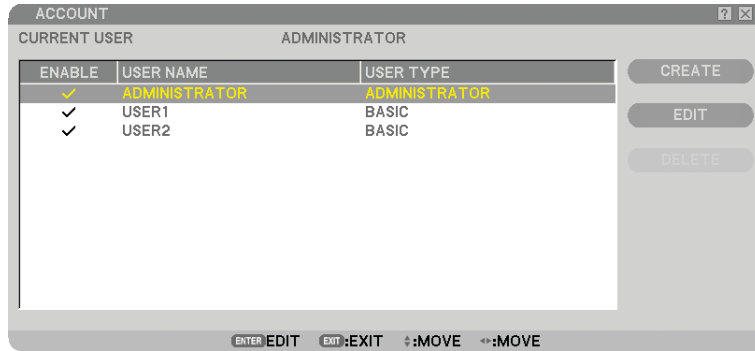 ACCOUNT ?
CURRENT USER ADMINISTRATOR
ENABLE USER NAME USER TYPE CREATE
ADMINISTRATOR ADMINISTRATOR
USER1 BASIC EDIT
USER2 BASIC
DELETE
ENTER EDIT EXIT :EXIT :MOVE :MOVE